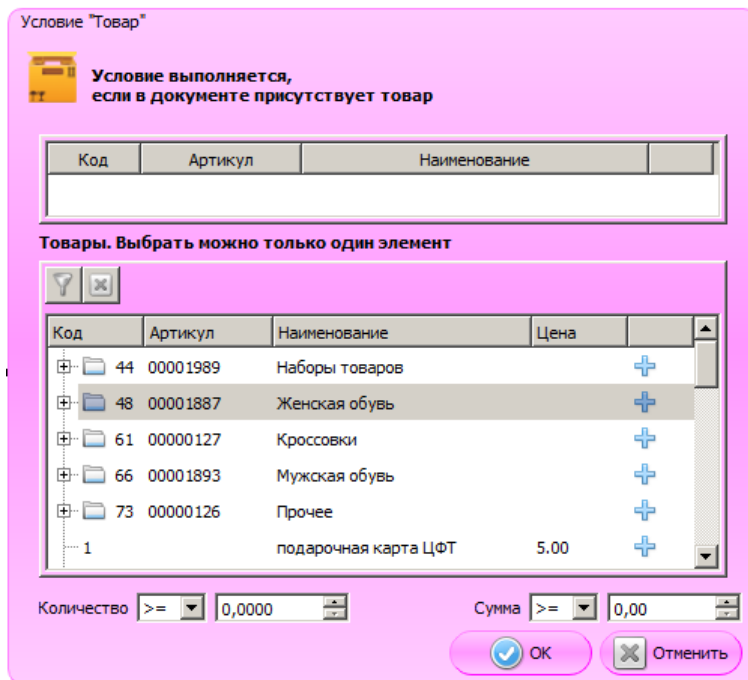 Условие "Товар"
Условие выполняется,
если в документе присутствует товар
Код Артикул Наименование
Товары. Выбрать можно только один элемент
Код Артикул Наименование Цена
44 00001989 Наборы товаров
48 00001887 Женская обувь
61 00000127 Кроссовки
66 00001893 Мужская обувь
73 00000126 Прочее
1 подарочная карта ЦФТ 5.00
Количество >= 0,0000 Сумма >= 0,00
ОК Отменить